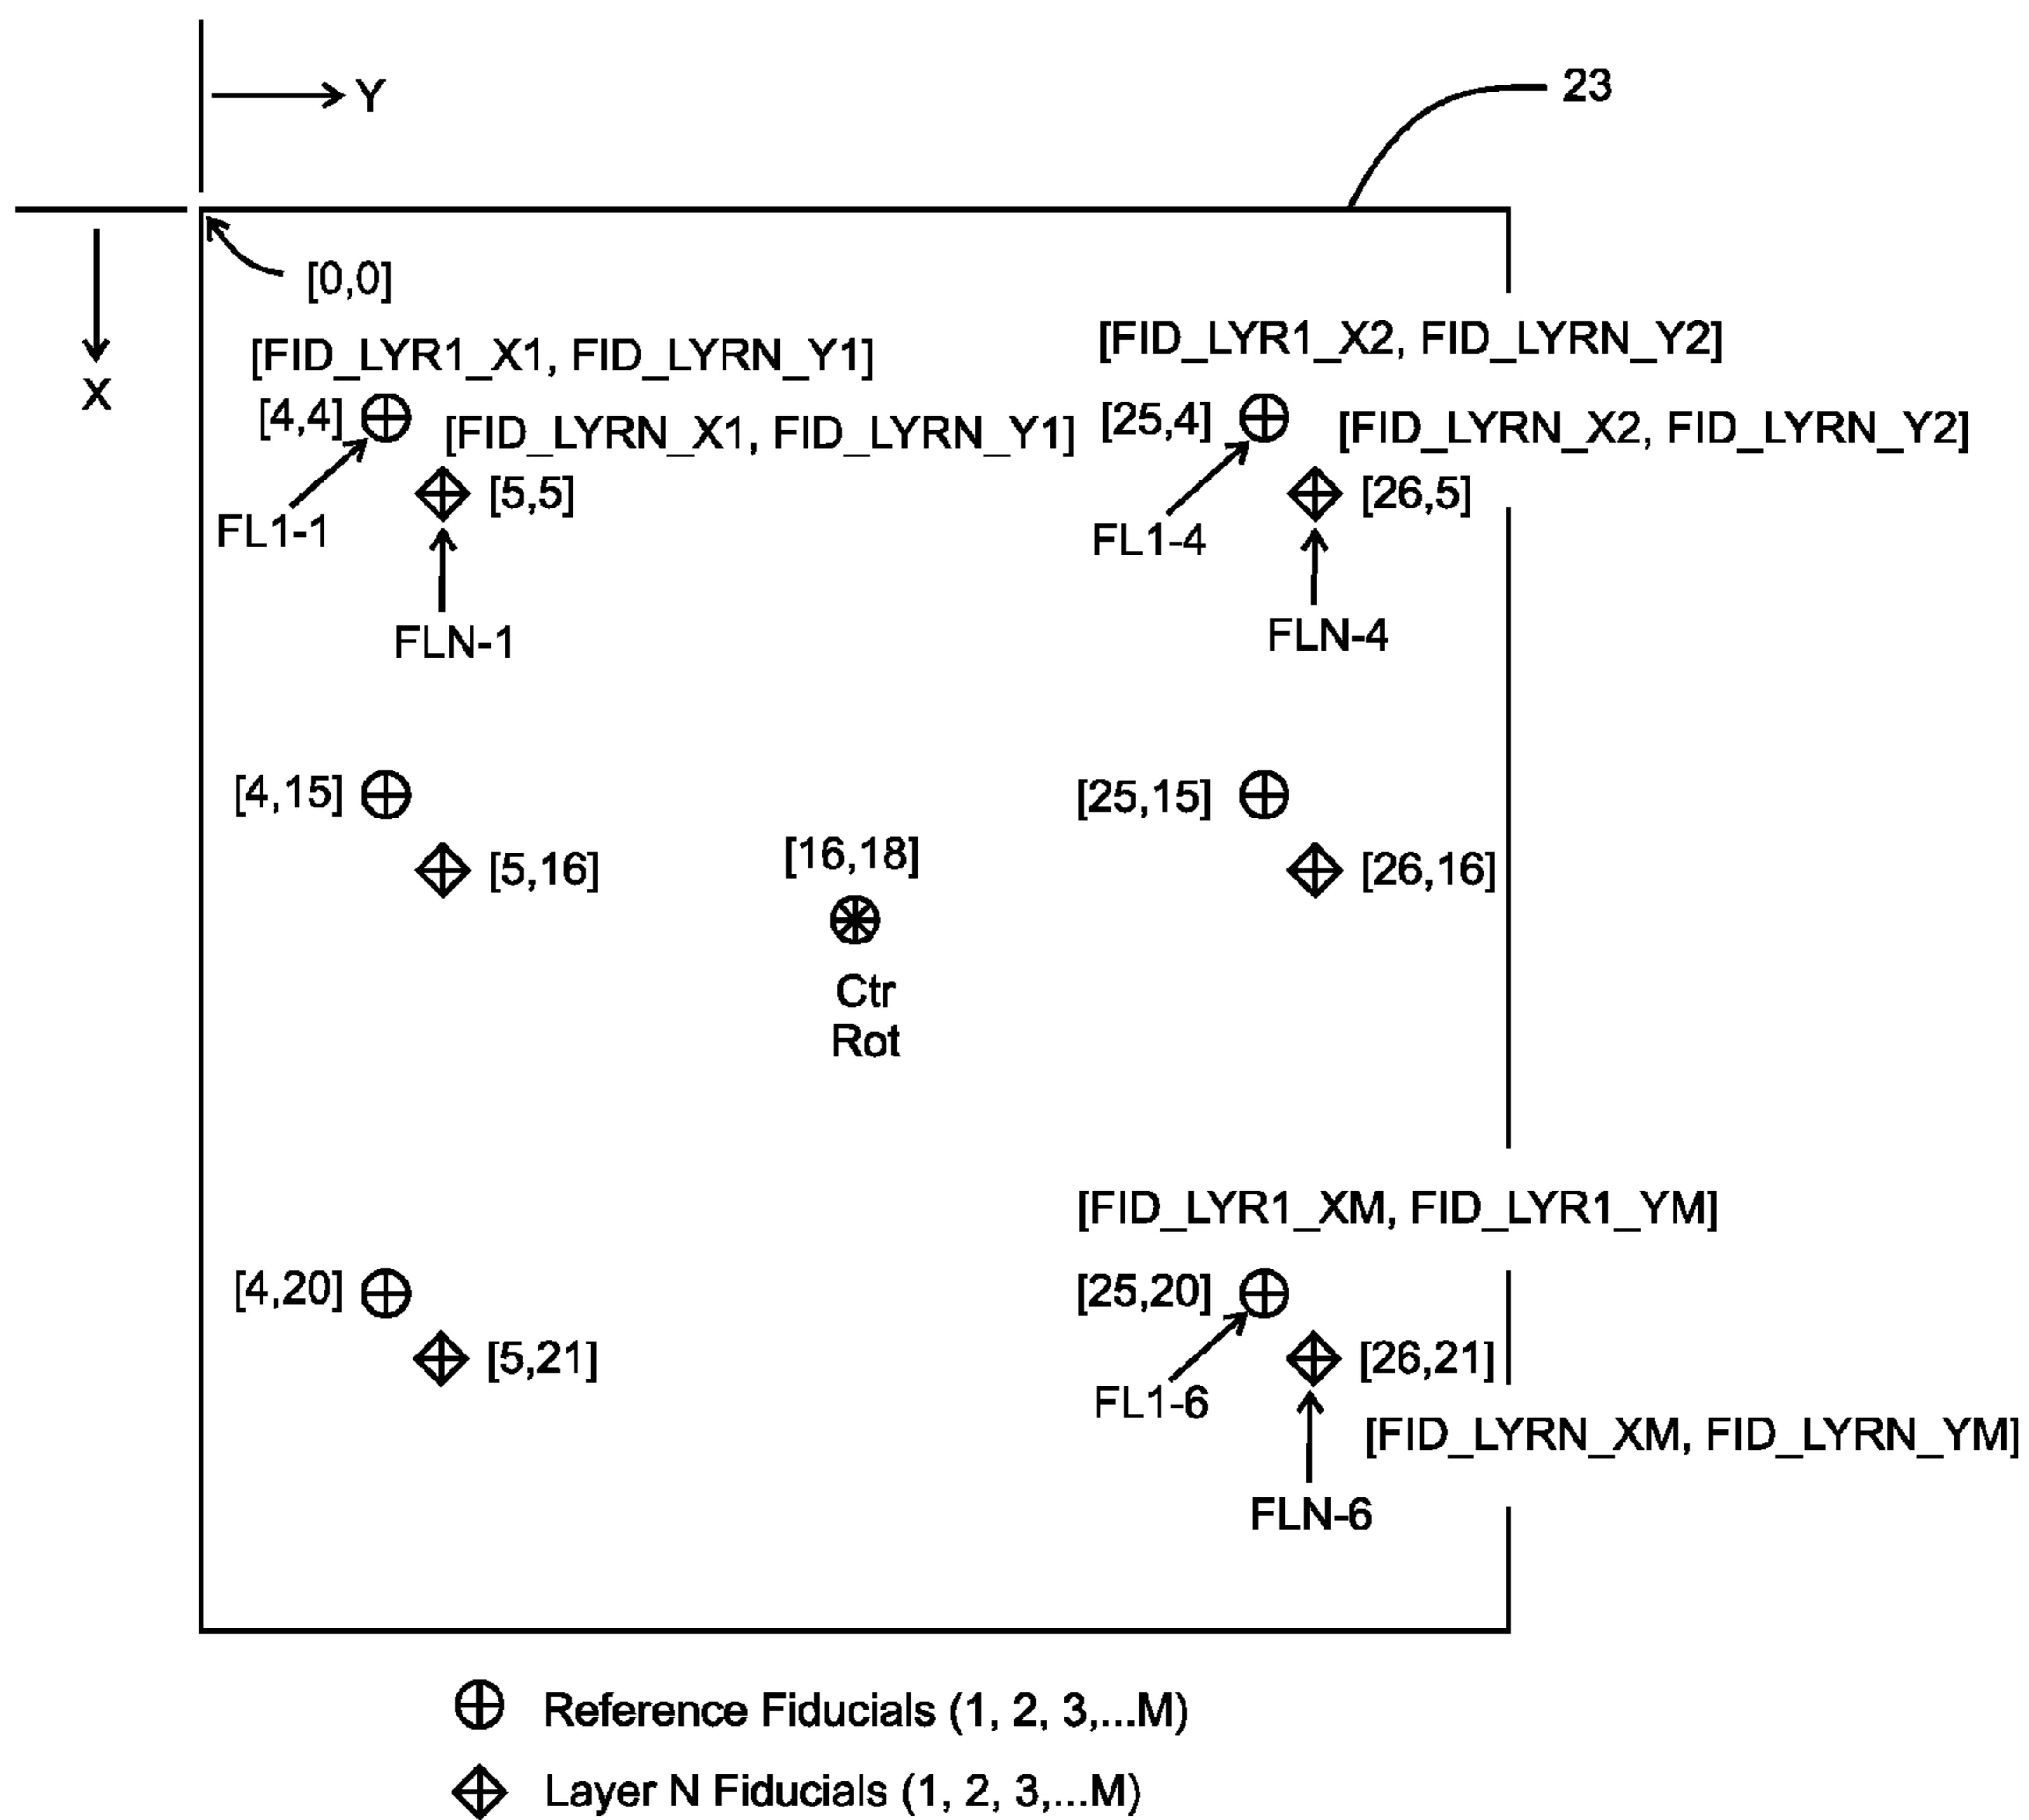 Y
23
[0,0]
X
[FID_LYR1_X1, FID_LYRN_Y1]
[FID_LYR1_X2, FID_LYRN_Y2]
[4,4]
[FID_LYRN_X1, FID_LYRN_Y1]
[25,4]
[FID_LYRN_X2, FID_LYRN_Y2]
[5,5]
[26,5]
FL1-1
FL1-4
FLN-1
FLN-4
[4,15]
[25,15]
[5,16]
[16,18]
[26,16]
Ctr
Rot
[FID_LYR1_XM, FID_LYR1_YM]
[4,20]
[25,20]
[5,21]
[26,21]
FL1-6
[FID_LYRN_XM, FID_LYRN_YM]
FLN-6
Reference Fiducials (1, 2, 3,...M)
Layer N Fiducials (1, 2, 3,...M)